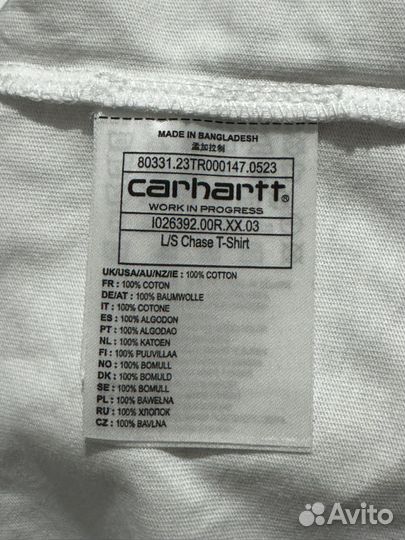 MADE IN BANGLADESH
孟加拉制
80331.23TR000147.0523
carhartt®
WORK IN PROGRESS
I026392.00R.XX.03
L/S Chase T-Shirt
UK/USA/AU/NZ/IE : 100% COTTON
FR : 100% COTON
DE/AT : 100% BAUMWOLLE
IT : 100% COTONE
ES : 100% ALGODON
PT : 100% ALGODAO
NL : 100% KATOEN
FI : 100% PUUVILLAA
NO : 100% BOMULL
DK : 100% BOMULD
SE : 100% BOMULD
PL : 100% BAWEŁNA
RU : 100% ХЛОПОК
CZ : 100% BAVLNA
Avito